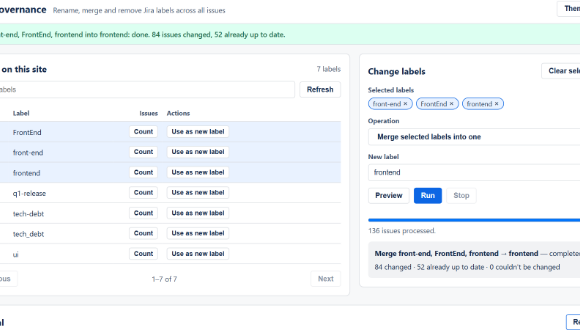 overnance Rename, merge and remove Jira labels across all issues
Them
t-end, FrontEnd, frontend into frontend: done. 84 issues changed, 52 already up to date.
on this site
7 labels
abels
Refresh
Label Issues Actions
FrontEnd Count Use as new label
front-end Count Use as new label
frontend Count Use as new label
q1-release Count Use as new label
tech-debt Count Use as new label
tech_debt Count Use as new label
ui Count Use as new label
ous
1–7 of 7
Next
Change labels
Clear sele
Selected labels
front-end × FrontEnd × frontend ×
Operation
Merge selected labels into one
New label
frontend
Preview Run Stop
136 issues processed.
Merge front-end, FrontEnd, frontend → frontend — complete
84 changed · 52 already up to date · 0 couldn't be changed
al
Re